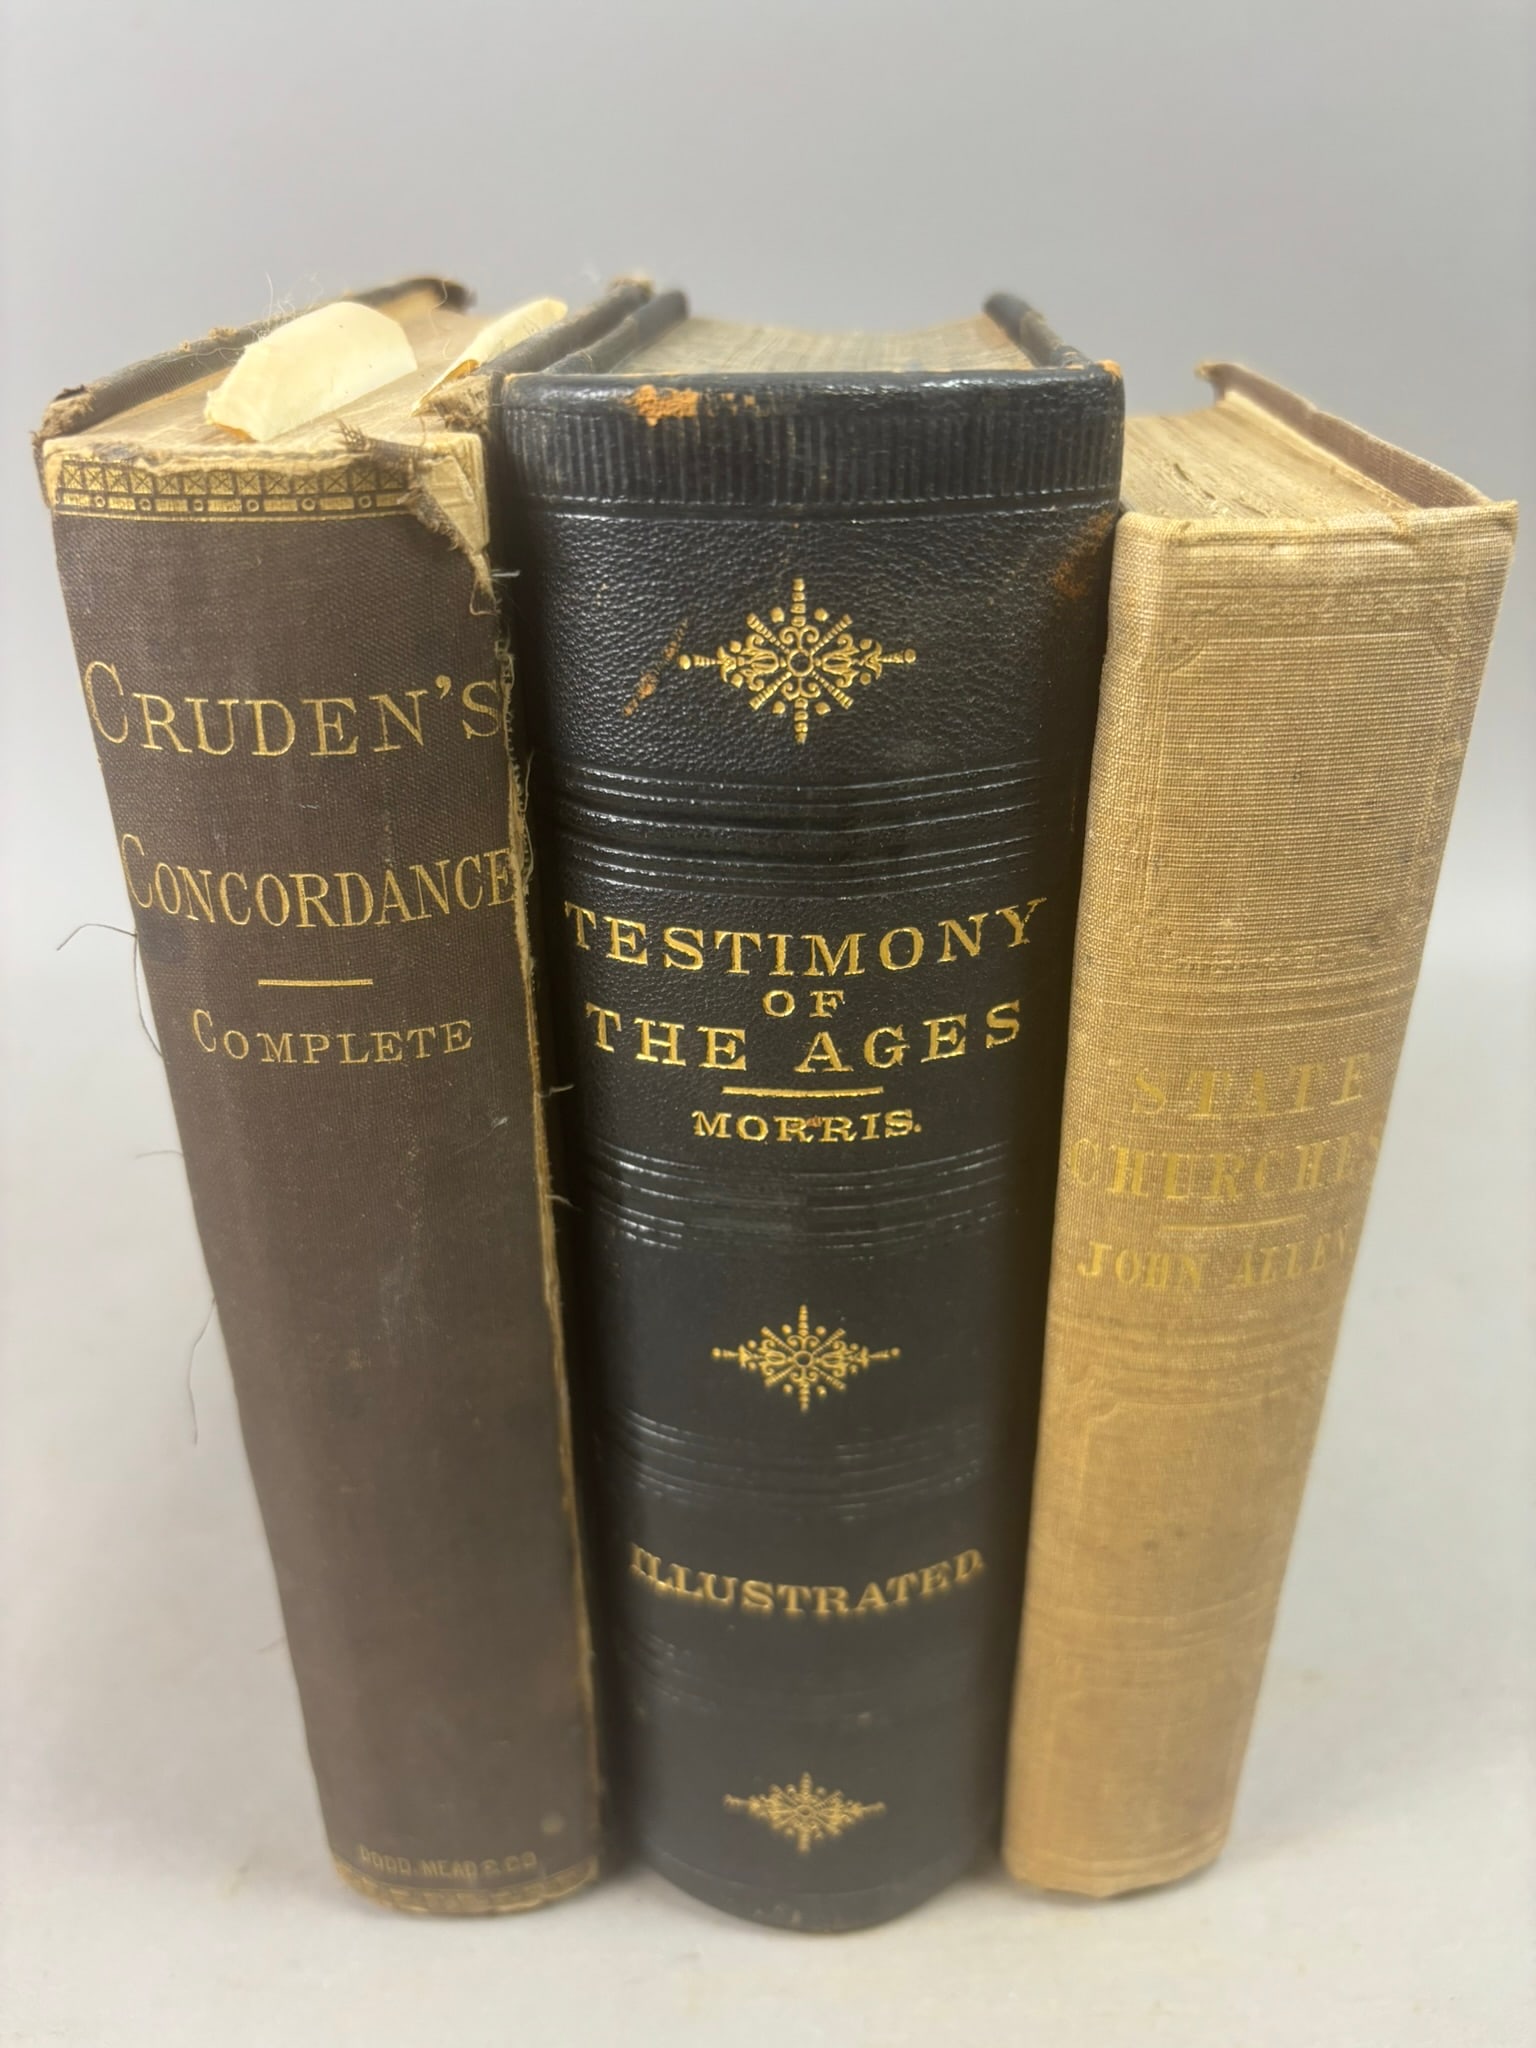 CRUDEN'S
CONCORDANCE
COMPLETE
DODD, MEAD & CO
TESTIMONY
OF
THE AGES
MORRIS.
ILLUSTRATED.
STATE
CHURCHES
JOHN ALLEN